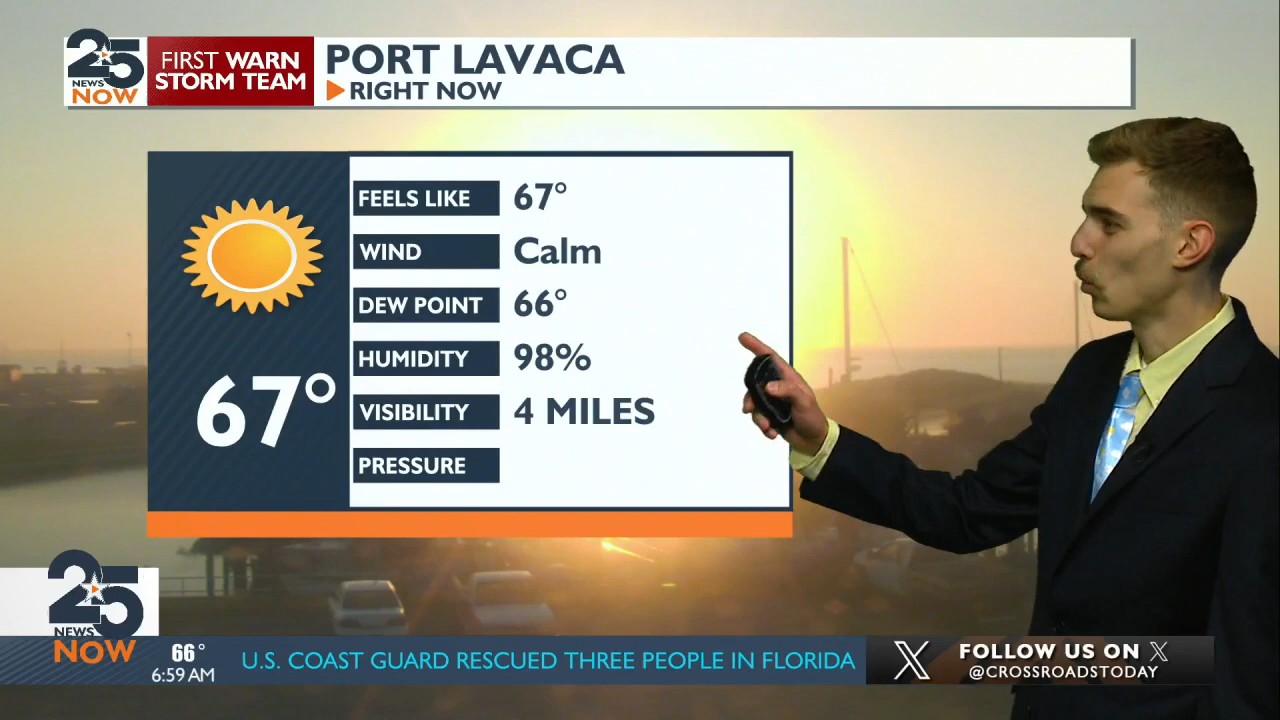 25
NEWS
NOW
FIRST WARN
STORM TEAM
PORT LAVACA
RIGHT NOW
67°
FEELS LIKE 67°
WIND Calm
DEW POINT 66°
HUMIDITY 98%
VISIBILITY 4 MILES
PRESSURE
25
NEWS
NOW
66°
6:59 AM
U.S. COAST GUARD RESCUED THREE PEOPLE IN FLORIDA
X FOLLOW US ON X
@CROSSROADSTODAY